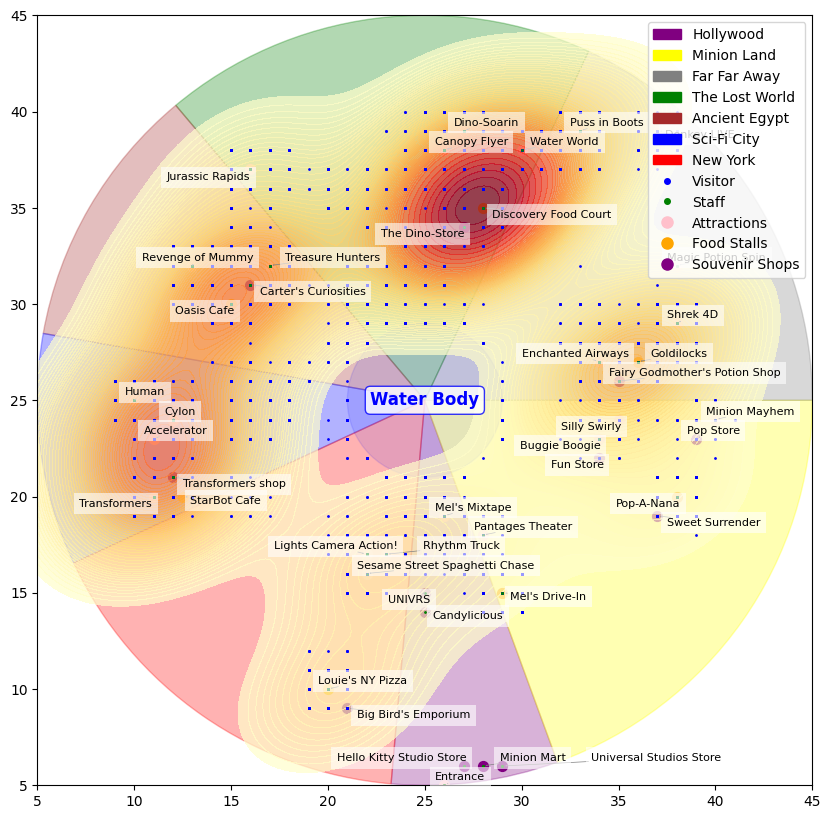 45
40
35
30
25
20
15
10
5
5
10
15
20
25
30
35
40
45
Hollywood
Minion Land
Far Far Away
The Lost World
Ancient Egypt
Sci-Fi City
New York
Visitor
Staff
Attractions
Food Stalls
Souvenir Shops
Dino-Soarin
Puss in Boots
Canopy Flyer
Water World
Jurassic Rapids
Discovery Food Court
The Dino-Store
Revenge of Mummy
Treasure Hunters
Magic Potion Spin
Carter's Curiosities
Oasis Cafe
Shrek 4D
Enchanted Airways
Goldilocks
Fairy Godmother's Potion Shop
Human
Water Body
Cylon
Minion Mayhem
Accelerator
Silly Swirly
Pop Store
Buggie Boogie
Fun Store
Transformers shop
Transformers
StarBot Cafe
Mel's Mixtape
Pop-A-Nana
Sweet Surrender
Pantages Theater
Lights Camera Action!
Rhythm Truck
Sesame Street Spaghetti Chase
UNIVRS
Mel's Drive-In
Candylicious
Louie's NY Pizza
Big Bird's Emporium
Hello Kitty Studio Store
Minion Mart
Universal Studios Store
Entrance